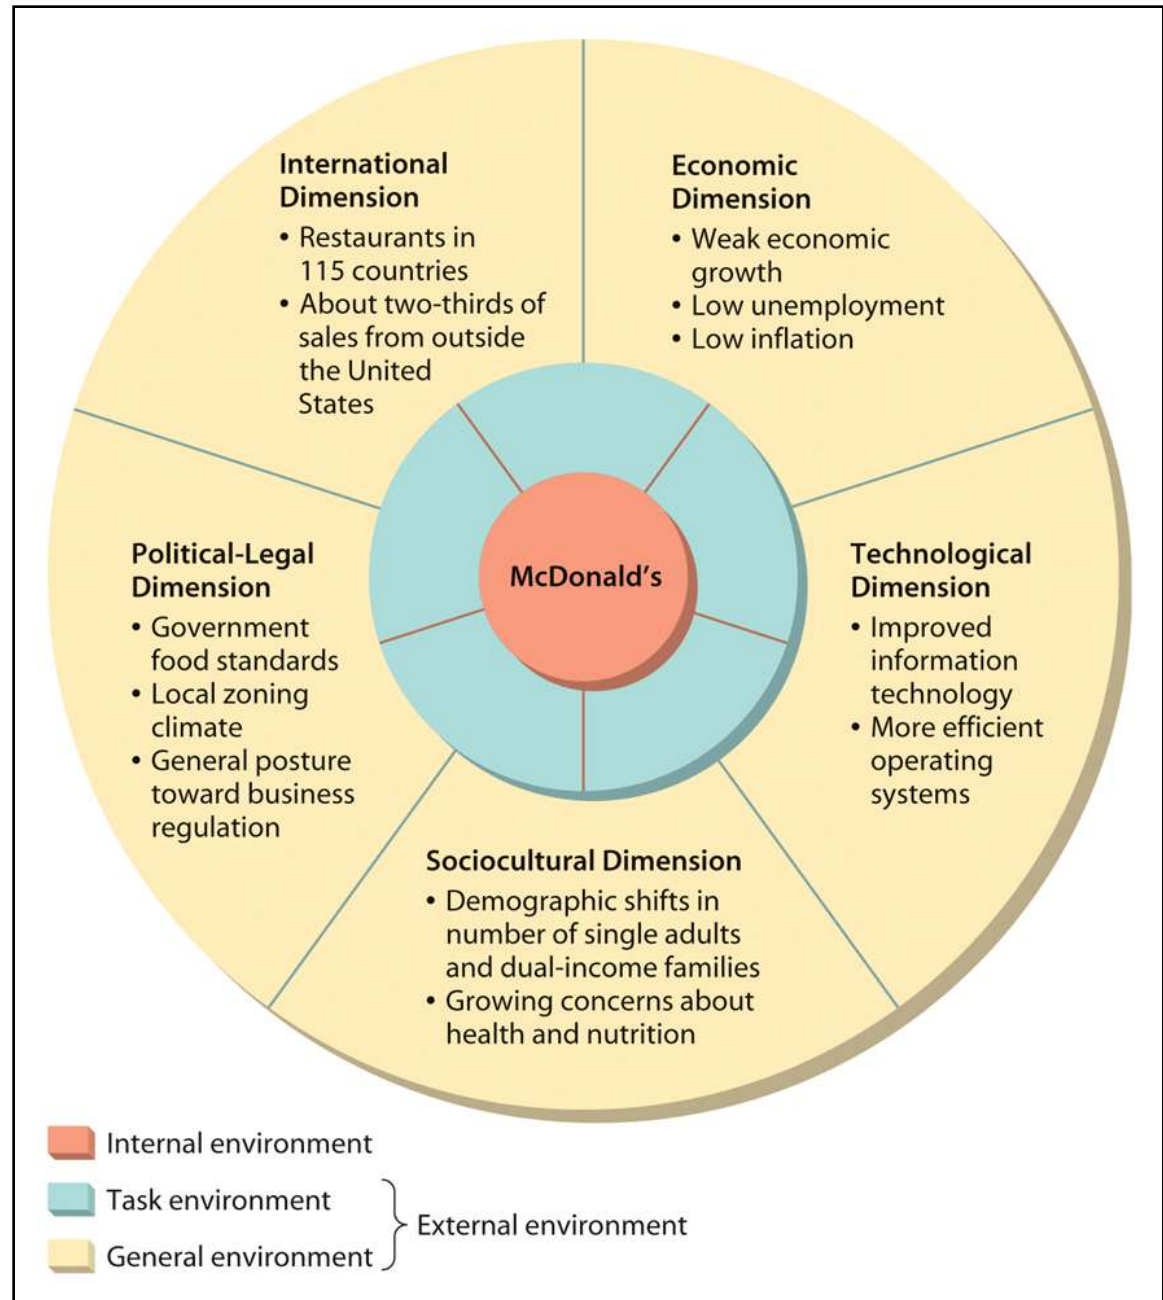 International
Dimension
• Restaurants in
115 countries
• About two-thirds of
sales from outside
the United
States
Economic
Dimension
• Weak economic
growth
• Low unemployment
• Low inflation
Political-Legal
Dimension
• Government
food standards
• Local zoning
climate
• General posture
toward business
regulation
McDonald's
Technological
Dimension
• Improved
information
technology
• More efficient
operating
systems
Sociocultural Dimension
• Demographic shifts in
number of single adults
and dual-income families
• Growing concerns about
health and nutrition
Internal environment
Task environment
General environment
External environment